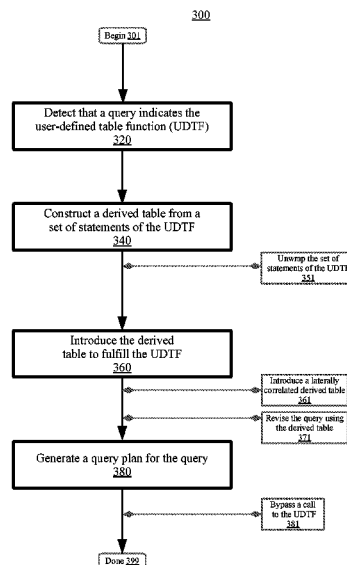 300
Begin 301
Detect that a query indicates the
user-defined table function (UDTF)
320
Construct a derived table from a
set of statements of the UDTF
340
Unwrap the set of
statements of the UDTF
351
Introduce the derived
table to fulfill the UDTF
360
Introduce a laterally
correlated derived table
361
Revise the query using
the derived table
371
Generate a query plan for the query
380
Bypass a call
to the UDTF
381
Done 399